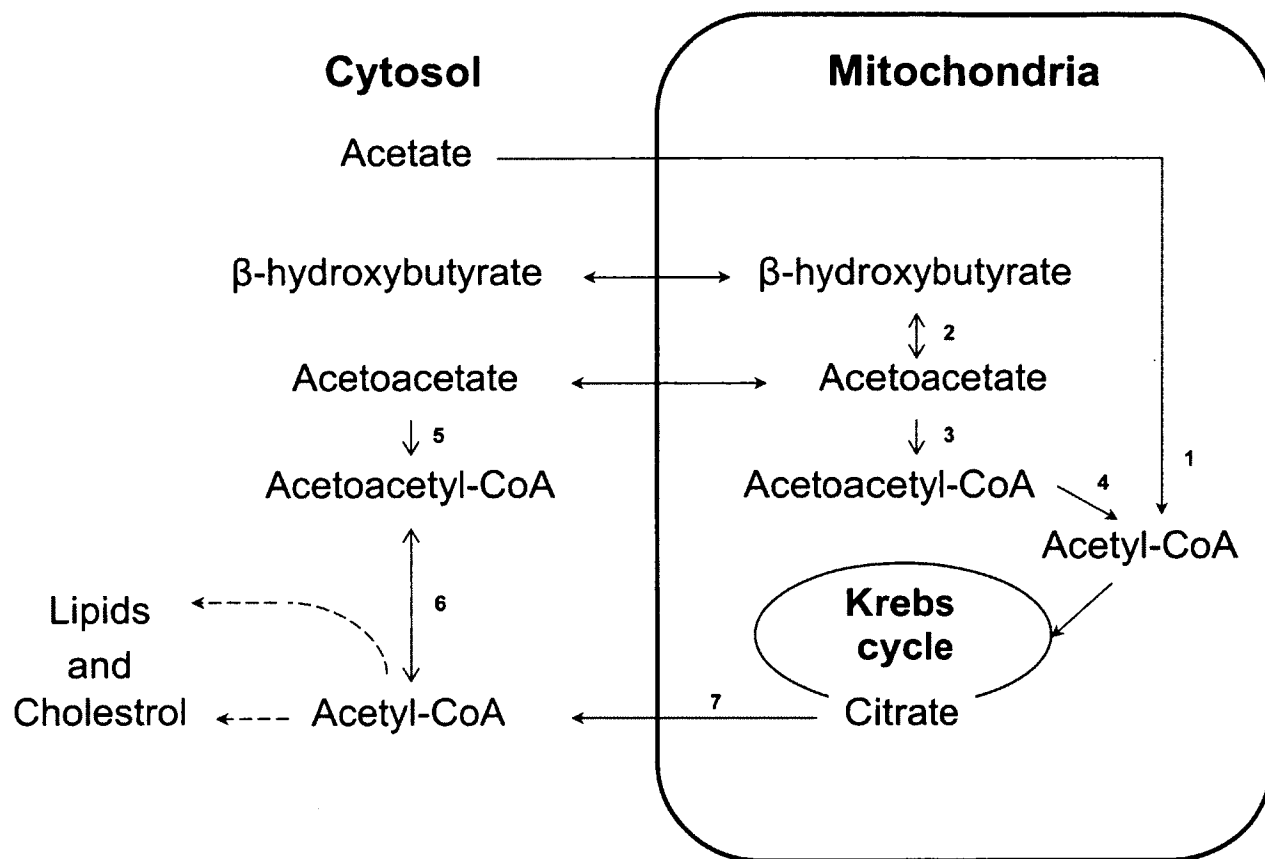 Cytosol
Mitochondria
Acetate
β-hydroxybutyrate
β-hydroxybutyrate
2
Acetoacetate
Acetoacetate
5
3
1
Acetoacetyl-CoA
Acetoacetyl-CoA
4
Acetyl-CoA
6
Krebs
cycle
Lipids
and
Cholestrol
Acetyl-CoA
7
Citrate